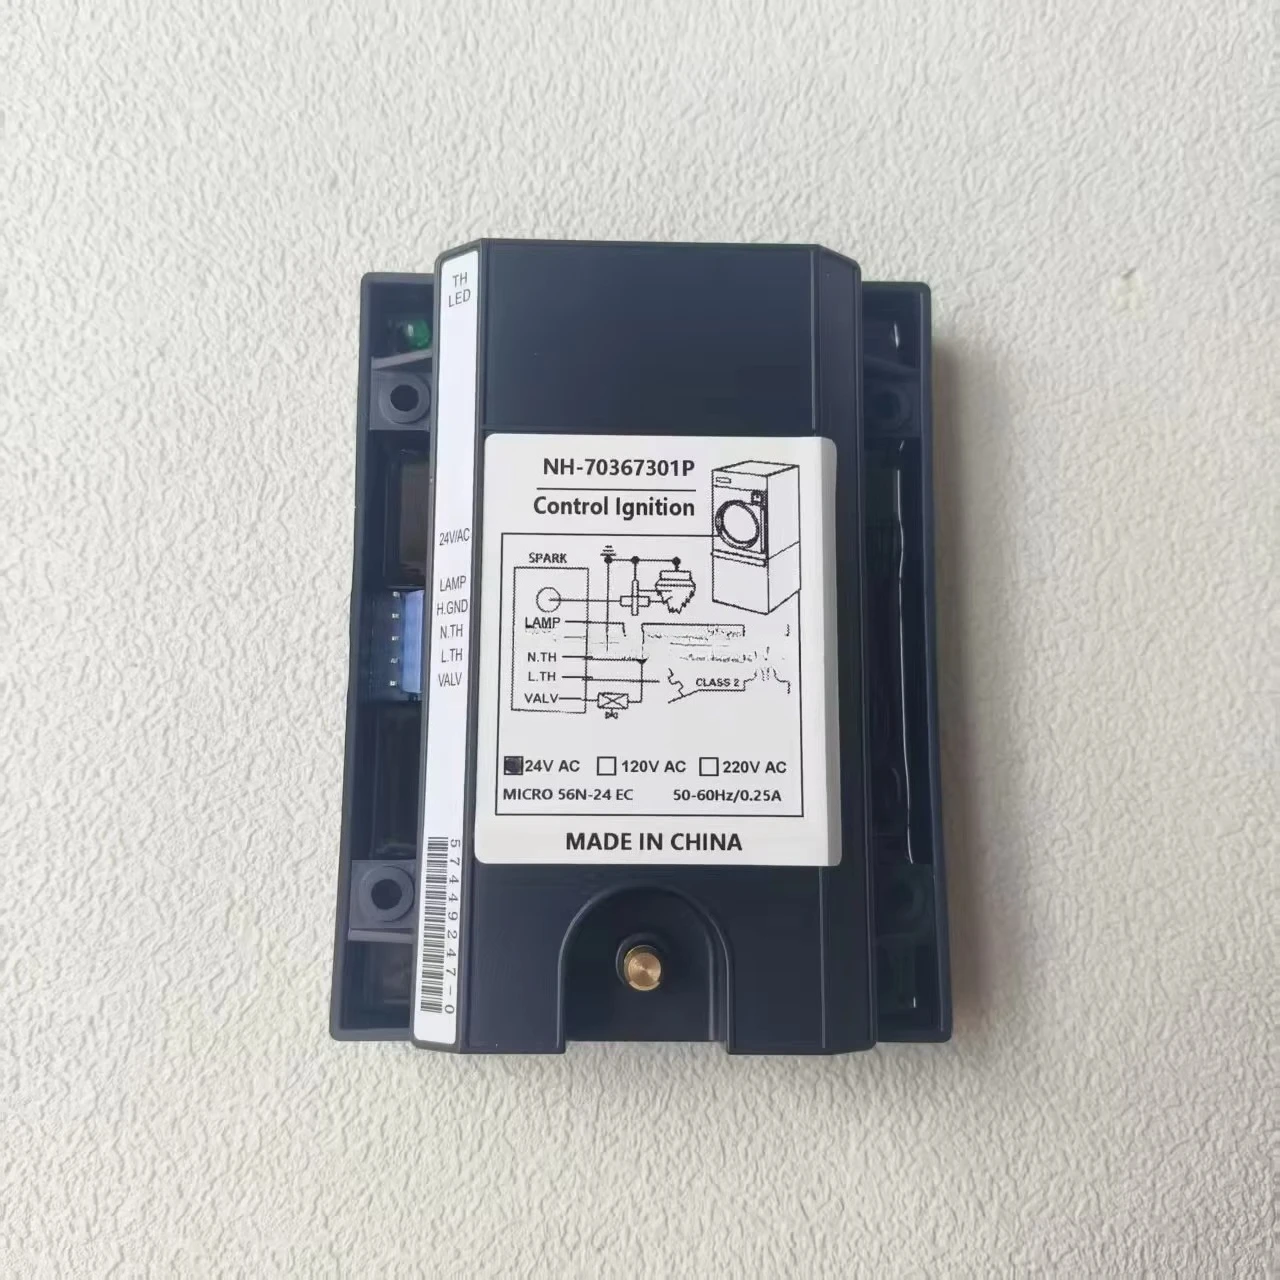 TH
LED
24V/AC
LAMP
H.GND
N.TH
L.TH
VALV
57449247-0
NH-70367301P
Control Ignition
SPARK
LAMP
N.TH
L.TH
CLASS 2
VALV
24V AC 120V AC 220V AC
MICRO 56N-24 EC 50-60Hz/0.25A
MADE IN CHINA